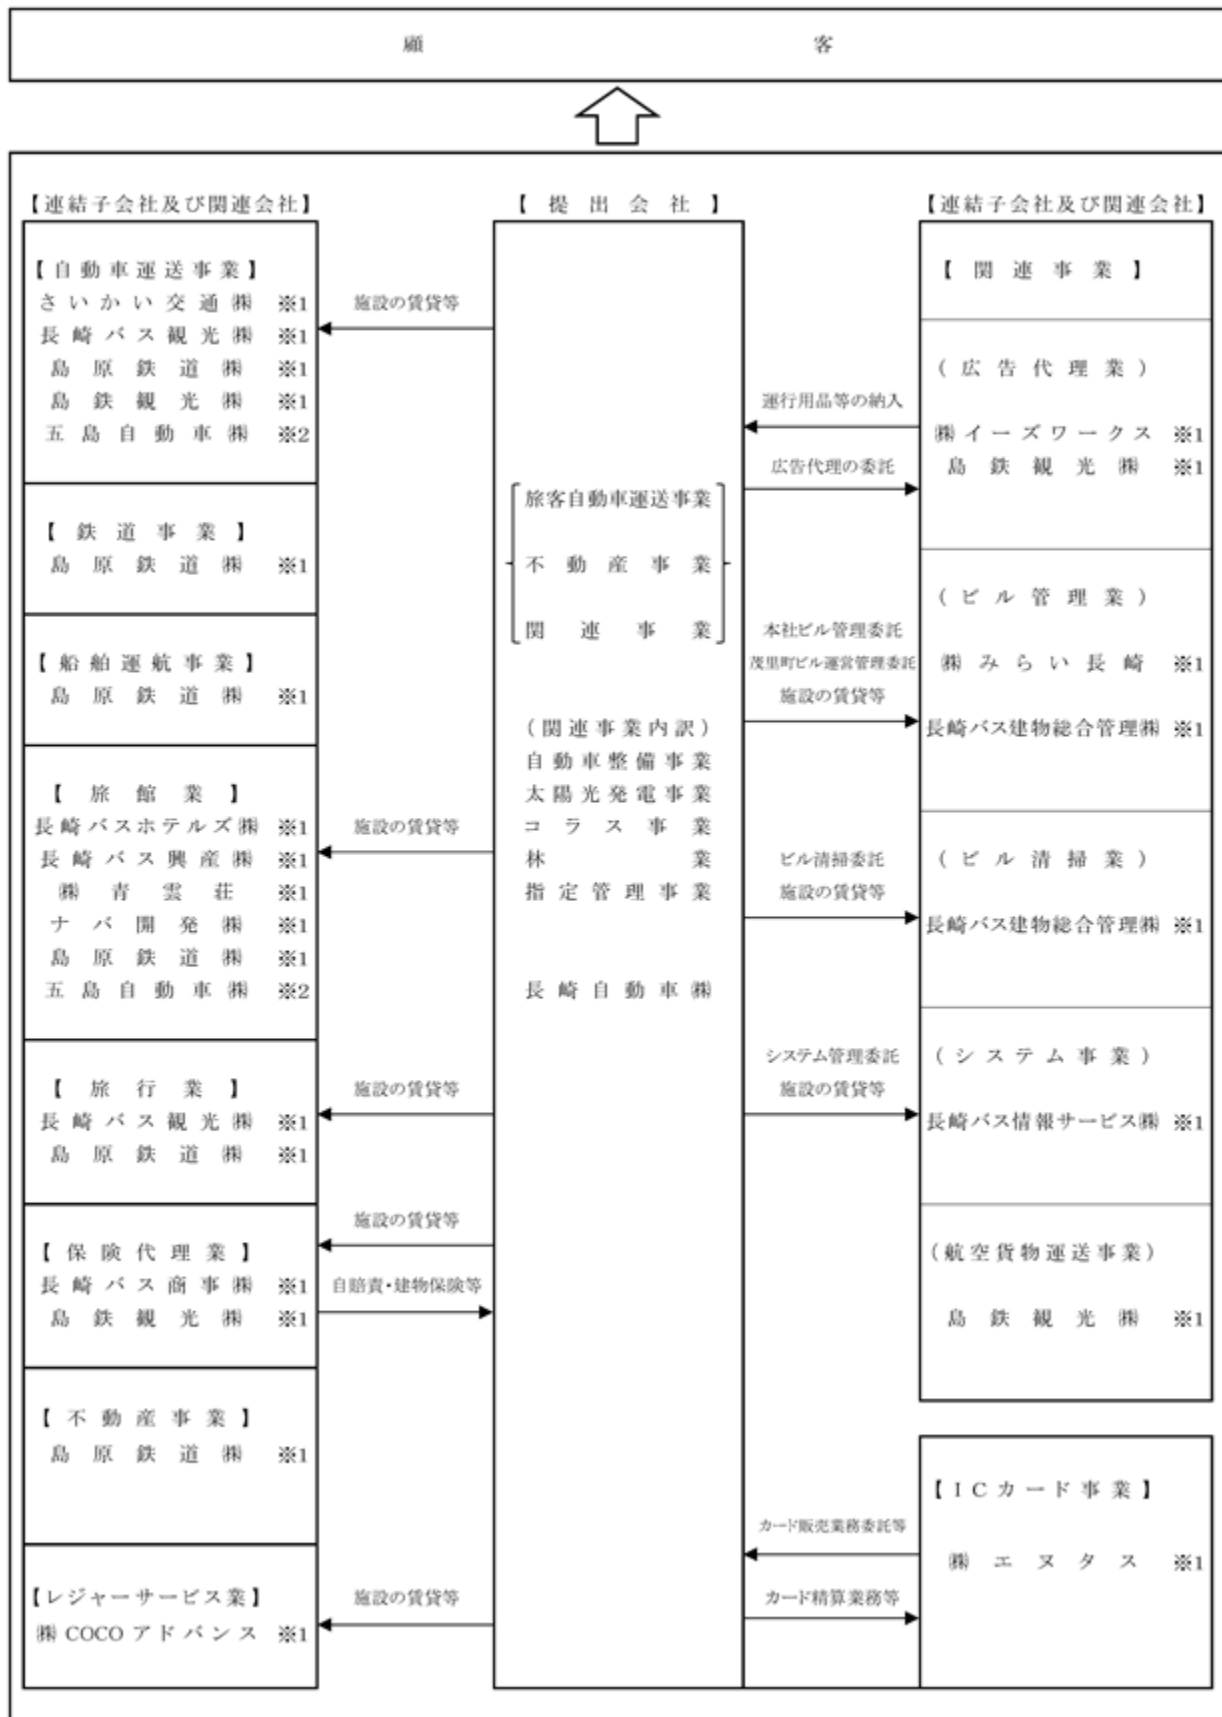 顧客
【連結子会社及び関連会社】
【自動車運送事業】
さいかい交通㈱ ※1
長崎バス観光㈱ ※1
島原鉄道㈱ ※1
島鉄観光㈱ ※1
五島自動車㈱ ※2
【鉄道事業】
島原鉄道㈱ ※1
【船舶運航事業】
島原鉄道㈱ ※1
【旅館業】
長崎バスホテルズ㈱ ※1
長崎バス興産㈱ ※1
㈱青雲荘 ※1
ナバ開発㈱ ※1
島原鉄道㈱ ※1
五島自動車㈱ ※2
【旅行業】
長崎バス観光㈱ ※1
島原鉄道㈱ ※1
【保険代理業】
長崎バス商事㈱ ※1
島鉄観光㈱ ※1
【不動産事業】
島原鉄道㈱ ※1
【レジャーサービス業】
㈱COCOアドバンス ※1
施設の賃貸等
施設の賃貸等
施設の賃貸等
施設の賃貸等
自賠責・建物保険等
施設の賃貸等
【提出会社】
旅客自動車運送事業
不動産事業
関連事業
(関連事業内訳)
自動車整備事業
太陽光発電事業
コラス事業
林業
指定管理事業
長崎自動車㈱
運行用品等の納入
広告代理の委託
本社ビル管理委託
茂里町ビル運営管理委託
施設の賃貸等
ビル清掃委託
施設の賃貸等
システム管理委託
施設の賃貸等
カード販売業務委託等
カード精算業務等
【連結子会社及び関連会社】
【関連事業】
(広告代理業)
㈱イーズワークス ※1
島鉄観光㈱ ※1
(ビル管理業)
㈱みらい長崎 ※1
長崎バス建物総合管理㈱ ※1
(ビル清掃業)
長崎バス建物総合管理㈱ ※1
(システム事業)
長崎バス情報サービス㈱ ※1
(航空貨物運送事業)
島鉄観光㈱ ※1
【ICカード事業】
㈱エヌタス ※1